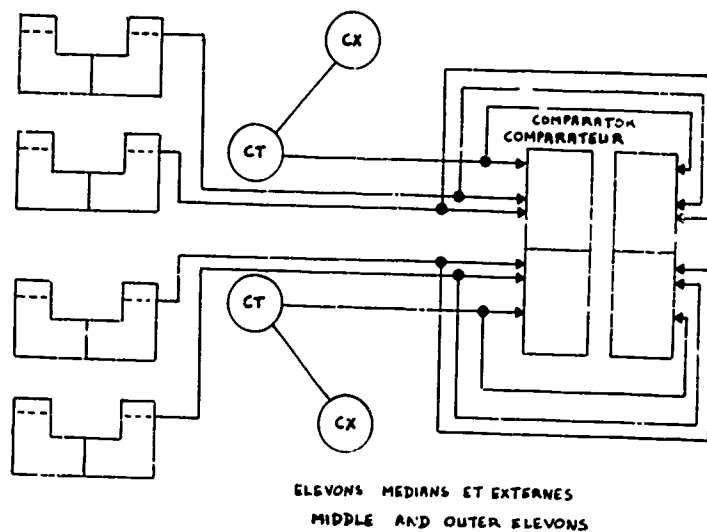 CX
COMPARATOR
COMPARATEUR
CT
CT
CX
ELEVONS MEDIANS ET EXTERNES
MIDDLE AND OUTER ELEVONS